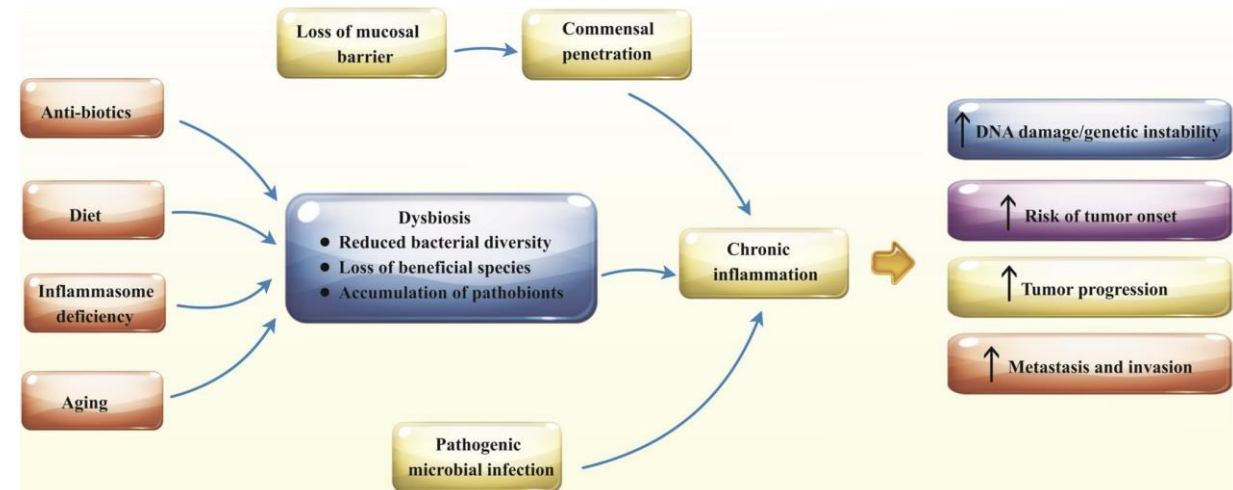 Loss of mucosal
barrier
Commensal
penetration
Anti-biotics
Diet
Inflammasome
deficiency
Aging
Dysbiosis
● Reduced bacterial diversity
● Loss of beneficial species
● Accumulation of pathobionts
Pathogenic
microbial infection
Chronic
inflammation
↑ DNA damage/genetic instability
↑ Risk of tumor onset
↑ Tumor progression
↑ Metastasis and invasion